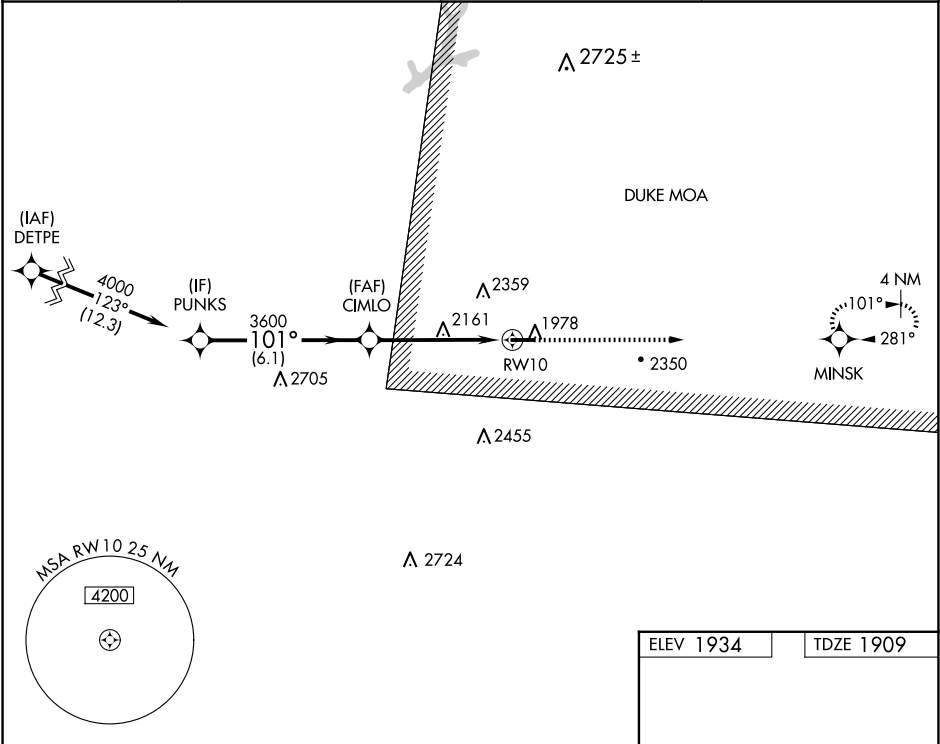 2725 ±
DUKE MOA
(IAF)
DETPE
4000
123°
(12.3)
(IF)
PUNKS
3600
101°
(6.1)
2705
(FAF)
CIMLO
2359
2161
1978
RW10
2350
4 NM
101°
281°
MINSK
2455
2724
MSA RW10 25 NM
4200
ELEV 1934
TDZE 1909